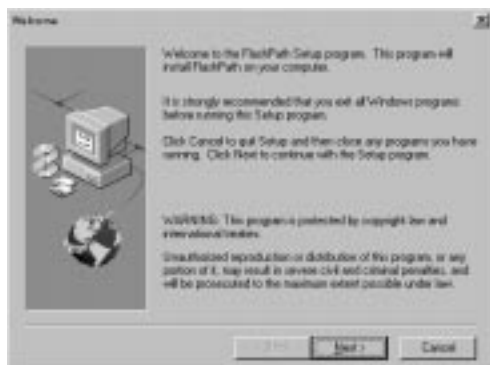 Welcome
Welcome to the FlashPath Setup program. This program will
install FlashPath on your computer.
It is strongly recommended that you exit all Windows programs
before running this Setup program.
Click Cancel to quit Setup and then close any programs you have
running. Click Next to continue with the Setup program.
WARNING: This program is protected by copyright law and
international treaties.
Unauthorized reproduction or distribution of this program, or any
portion of it, may result in severe civil and criminal penalties, and
will be prosecuted to the maximum extent possible under law.
Next >
Cancel